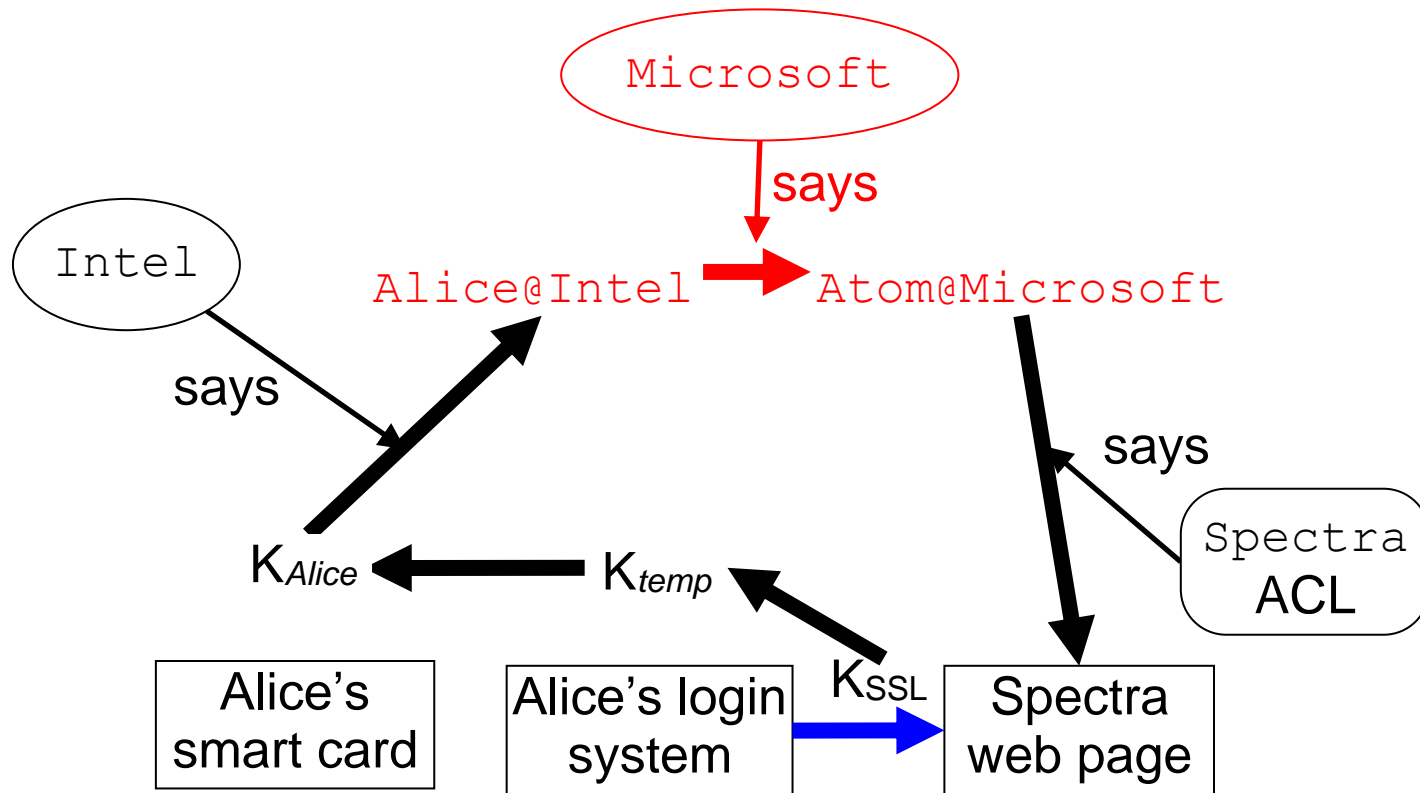 Microsoft
says
Intel
Alice@Intel
Atom@Microsoft
says
says
Spectra
ACL
KAlice
Ktemp
KSSL
Alice’s
smart card
Alice’s login
system
Spectra
web page